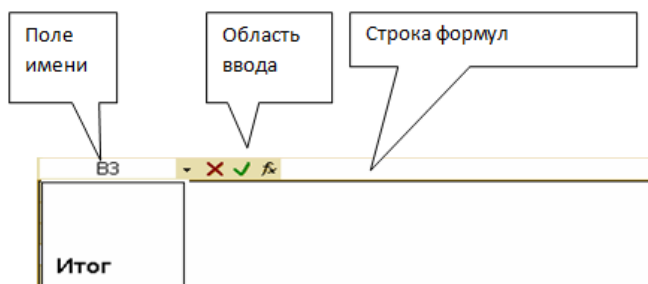 Поле
имени
Область
ввода
Строка формул
B3 fx
Итог